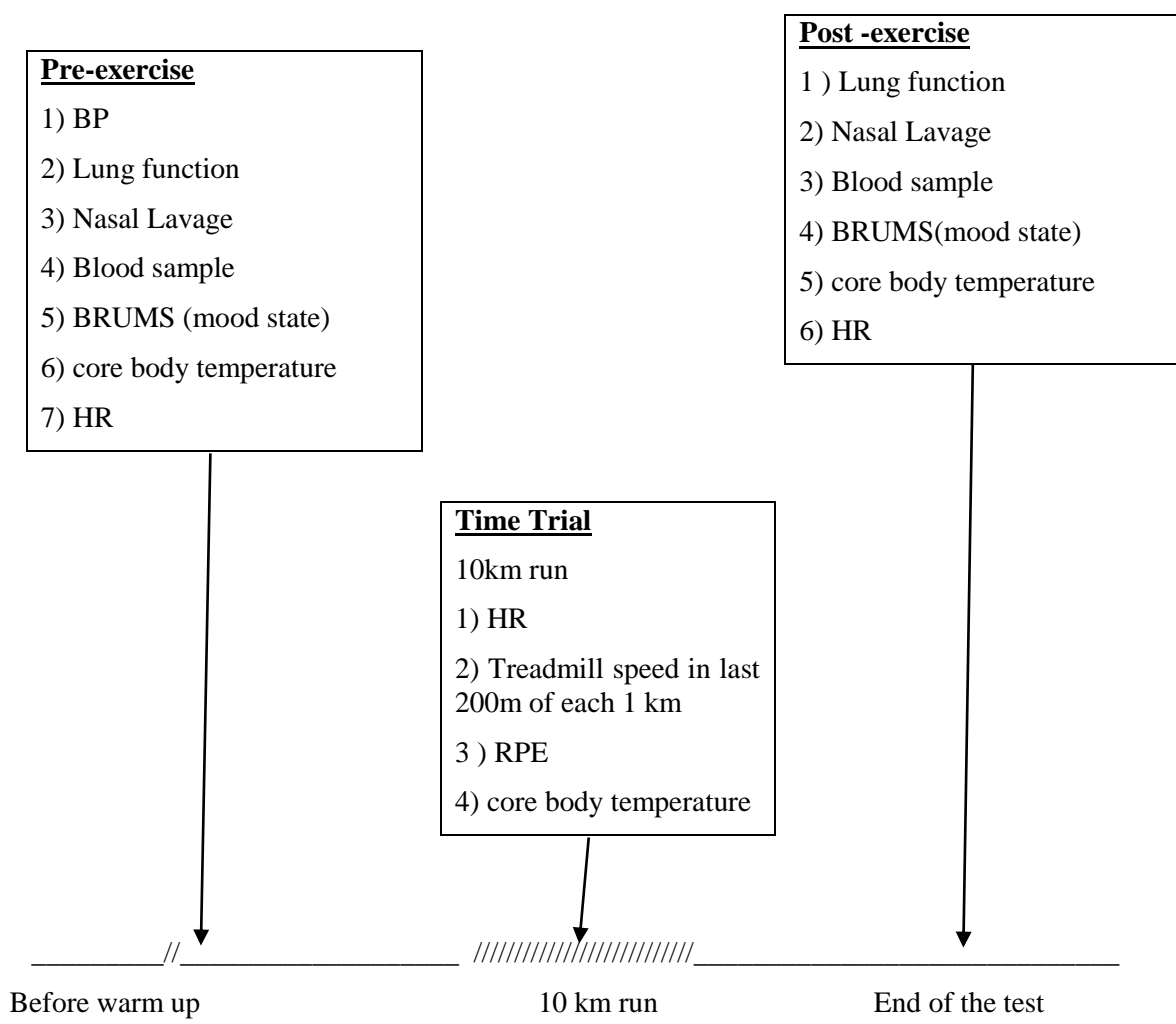 Pre-exercise
1) BP
2) Lung function
3) Nasal Lavage
4) Blood sample
5) BRUMS (mood state)
6) core body temperature
7) HR
Post -exercise
1 ) Lung function
2) Nasal Lavage
3) Blood sample
4) BRUMS(mood state)
5) core body temperature
6) HR
Time Trial
10km run
1) HR
2) Treadmill speed in last
200m of each 1 km
3 ) RPE
4) core body temperature
_________//___________________ ///////////////////////////_____________________________
Before warm up 10 km run End of the test